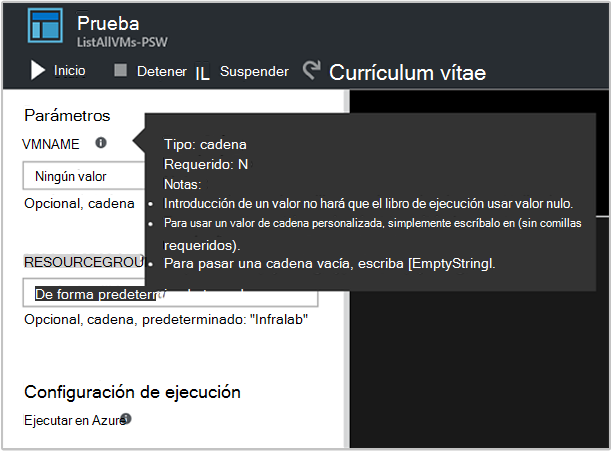 Prueba
ListAllVMs-PSW
Inicio Detener IL Suspender Currículum vítae
Parámetros
VMNAME
Ningún valor
Opcional, cadena
Tipo: cadena
Requerido: N
Notas:
• Introducción de un valor no hará que el libro de ejecución usar valor nulo.
• Para usar un valor de cadena personalizada, simplemente escríbalo en (sin comillas
requeridos).
• Para pasar una cadena vacía, escriba [EmptyStringl.
RESOURCEGROU
De forma predetermi
Opcional, cadena, predeterminado: "Infralab"
Configuración de ejecución
Ejecutar en Azure